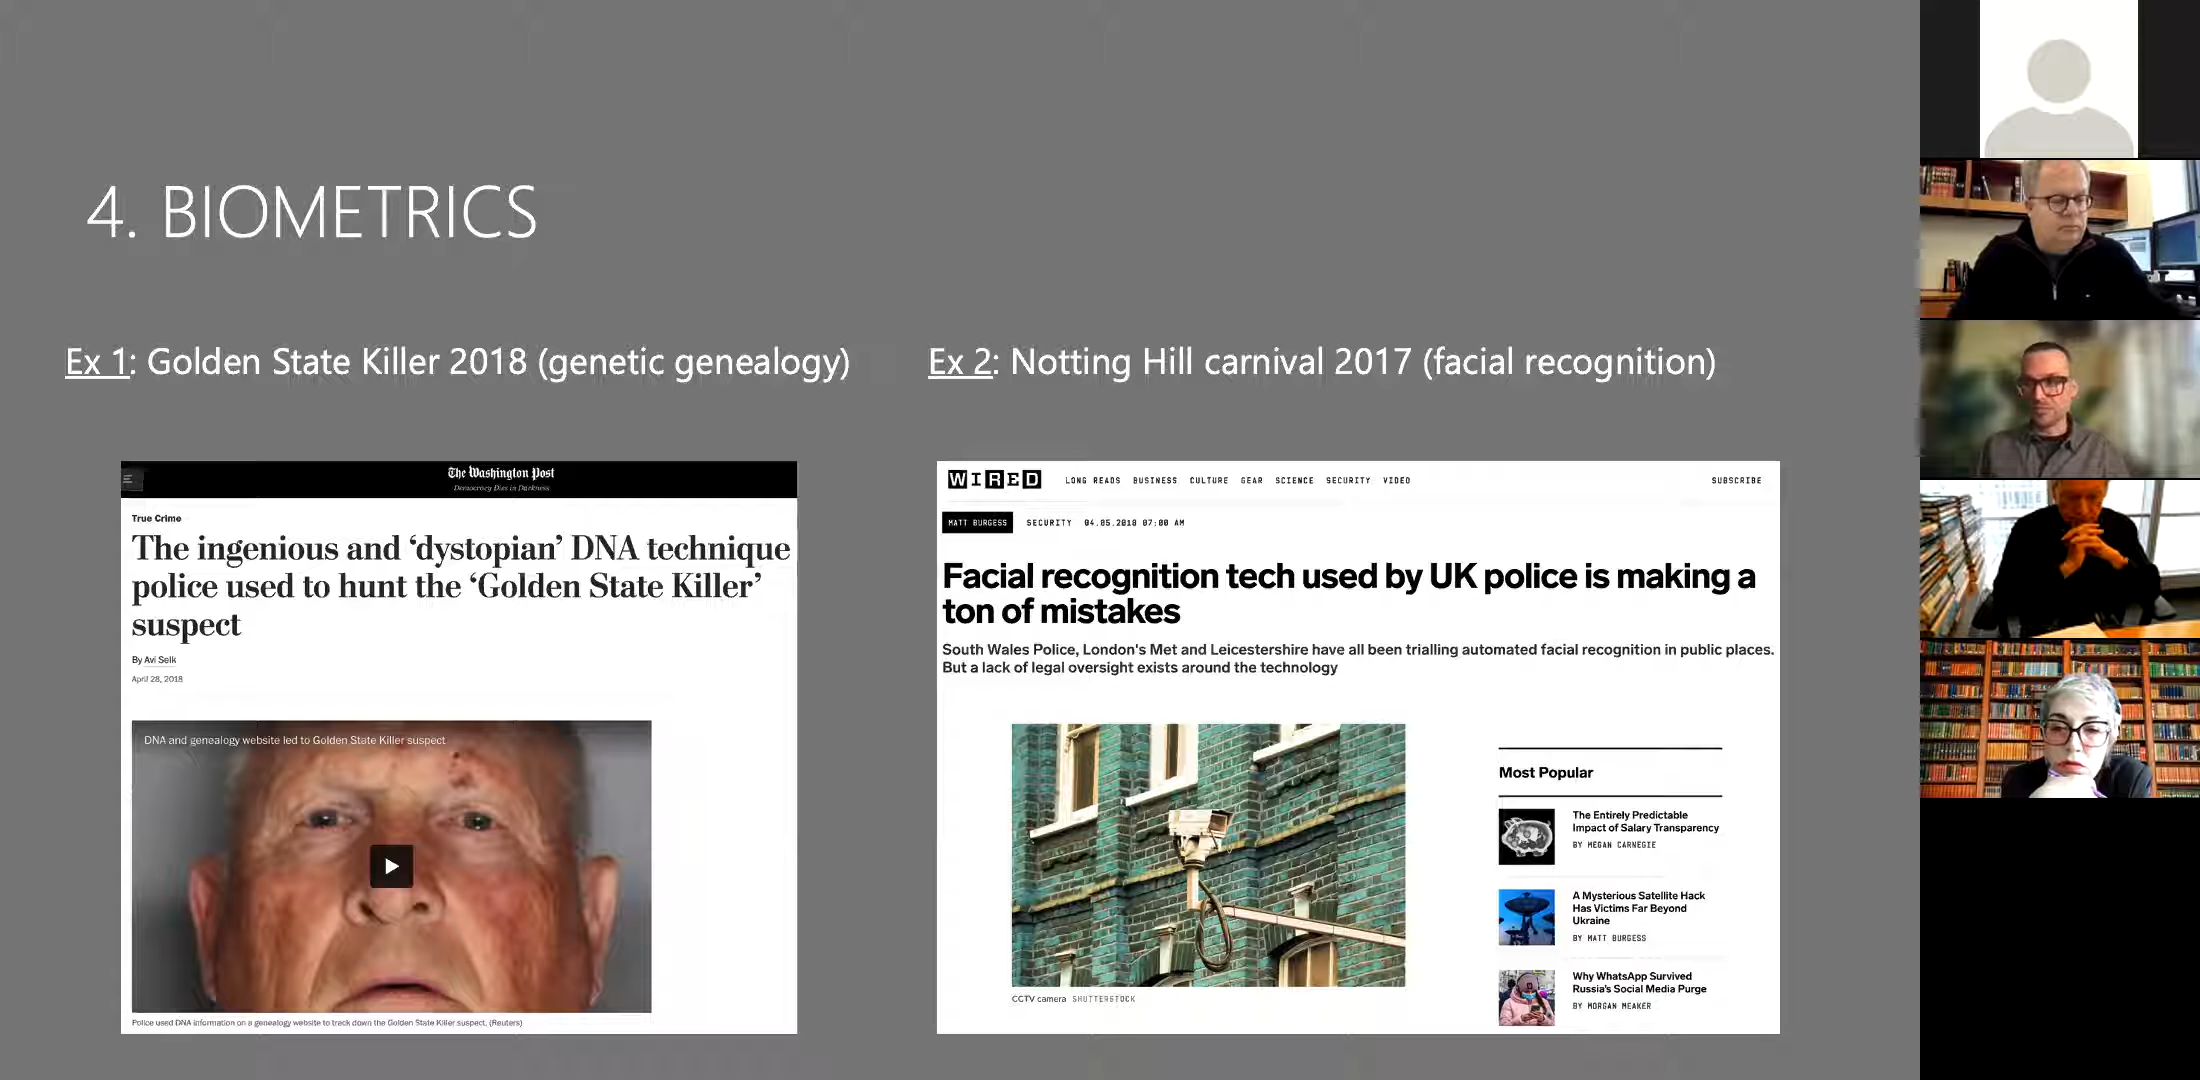 4. BIOMETRICS
Ex 1: Golden State Killer 2018 (genetic genealogy)
The Washington Post
Democracy Dies in Darkness
True Crime
The ingenious and ‘dystopian’ DNA technique
police used to hunt the ‘Golden State Killer’
suspect
By Avi Selk
April 28, 2018
DNA and genealogy website led to Golden State Killer suspect
Police used DNA information on a genealogy website to track down the Golden State Killer suspect. (Reuters)
Ex 2: Notting Hill carnival 2017 (facial recognition)
WIRED
LONG READS BUSINESS CULTURE GEAR SCIENCE SECURITY VIDEO
SUBSCRIBE
MATT BURGESS SECURITY 04.05.2018 07:00 AM
Facial recognition tech used by UK police is making a
ton of mistakes
South Wales Police, London's Met and Leicestershire have all been trialling automated facial recognition in public places.
But a lack of legal oversight exists around the technology
CCTV camera SHUTTERSTOCK
Most Popular
The Entirely Predictable
Impact of Salary Transparency
BY MEGAN CARNEGIE
A Mysterious Satellite Hack
Has Victims Far Beyond
Ukraine
BY MATT BURGESS
Why WhatsApp Survived
Russia's Social Media Purge
BY MORGAN MEAKER